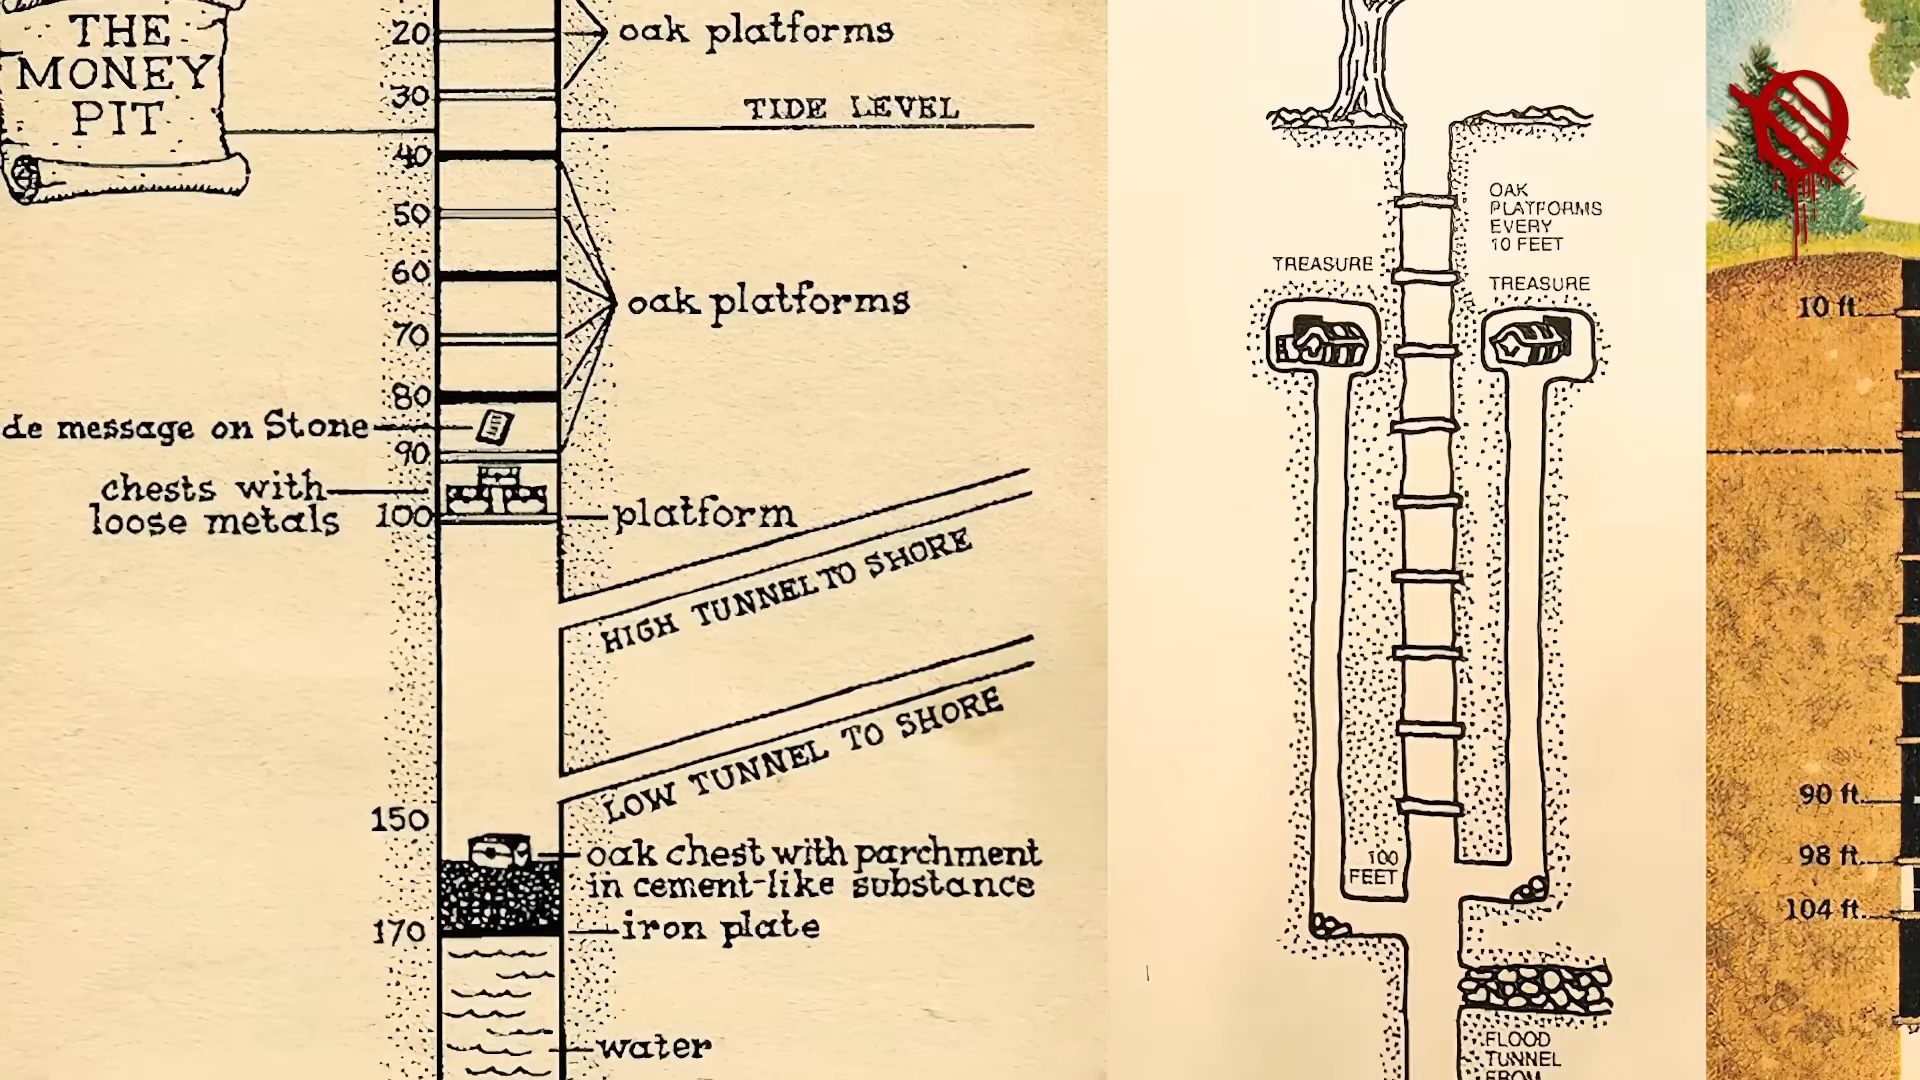 THE
MONEY
PIT
20
oak platforms
30
TIDE LEVEL
40
50
60
oak platforms
70
80
de message on Stone
90
chests with
loose metals
100
platform
HIGH TUNNEL TO SHORE
LOW TUNNEL TO SHORE
150
oak chest with parchment
in cement-like substance
170
iron plate
water
OAK
PLATFORMS
EVERY
10 FEET
TREASURE
TREASURE
100
FEET
FLOOD
TUNNEL
FROM
10 ft.
90 ft.
98 ft.
104 ft.